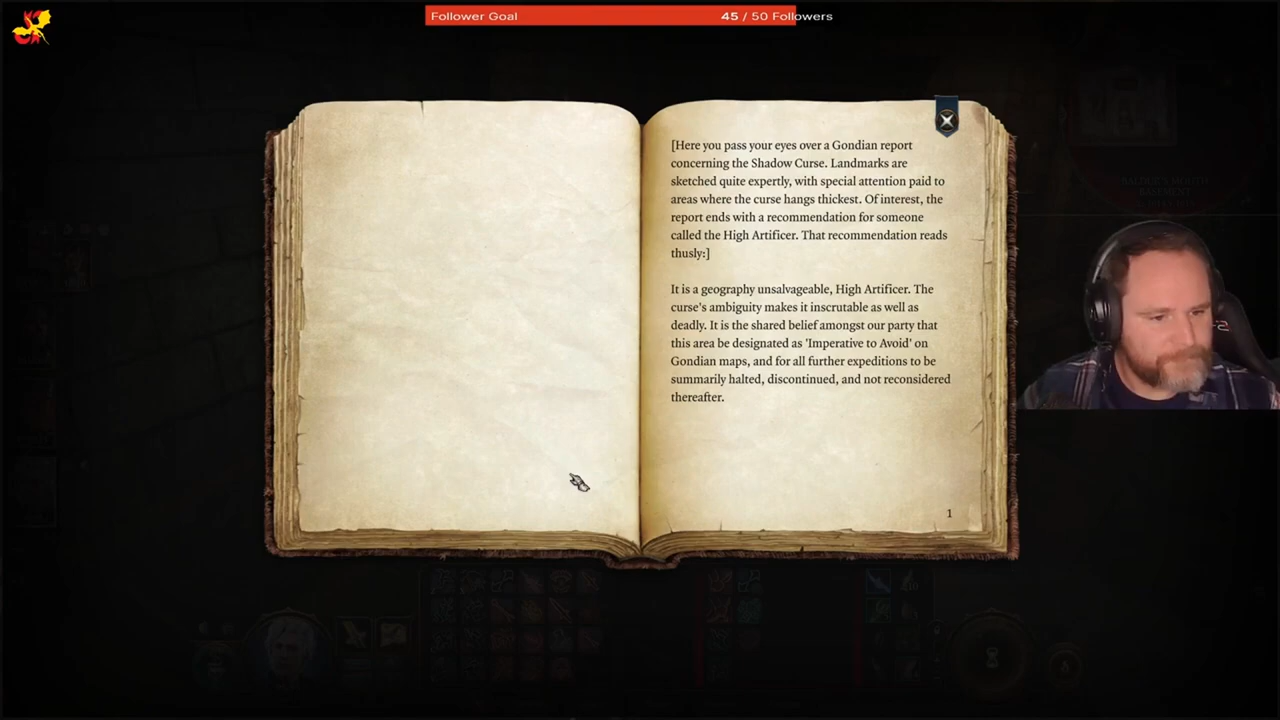 Follower Goal
45 / 50 Followers
[Here you pass your eyes over a Gondian report
concerning the Shadow Curse. Landmarks are
sketched quite expertly, with special attention paid to
areas where the curse hangs thickest. Of interest, the
report ends with a recommendation for someone
called the High Artificer. That recommendation reads
thusly:]
It is a geography unsalvageable, High Artificer. The
curse's ambiguity makes it inscrutable as well as
deadly. It is the shared belief amongst our party that
this area be designated as 'Imperative to Avoid' on
Gondian maps, and for all further expeditions to be
summarily halted, discontinued, and not reconsidered
thereafter.
1